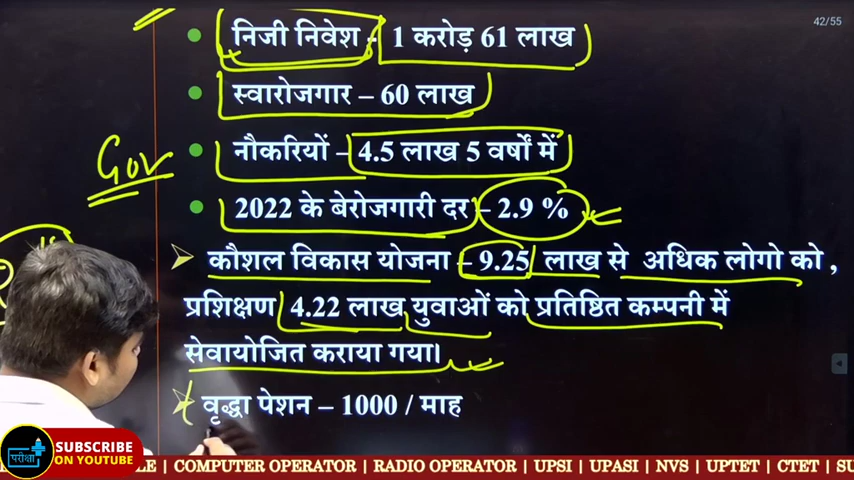 42/55
निजी निवेश - 1 करोड़ 61 लाख
स्वारोजगार – 60 लाख
Gov
नौकरियों – 4.5 लाख 5 वर्षों में
2022 के बेरोजगारी दर – 2.9 %
कौशल विकास योजना – 9.25 लाख से अधिक लोगो को ,
प्रशिक्षण 4.22 लाख युवाओं को प्रतिष्ठित कम्पनी में
सेवायोजित कराया गया।
वृद्धा पेशन – 1000 / माह
परीक्षा
SUBSCRIBE
ON YOUTUBE
LE | COMPUTER OPERATOR | RADIO OPERATOR | UPSI | UPASI | NVS | UPTET | CTET | SU